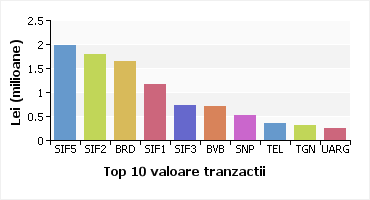 Lei (milioane)
2.5
2
1.5
1
0.5
0
SIF5 SIF2 BRD SIF1 SIF3 BVB SNP TEL TGN UARG
Top 10 valoare tranzactii